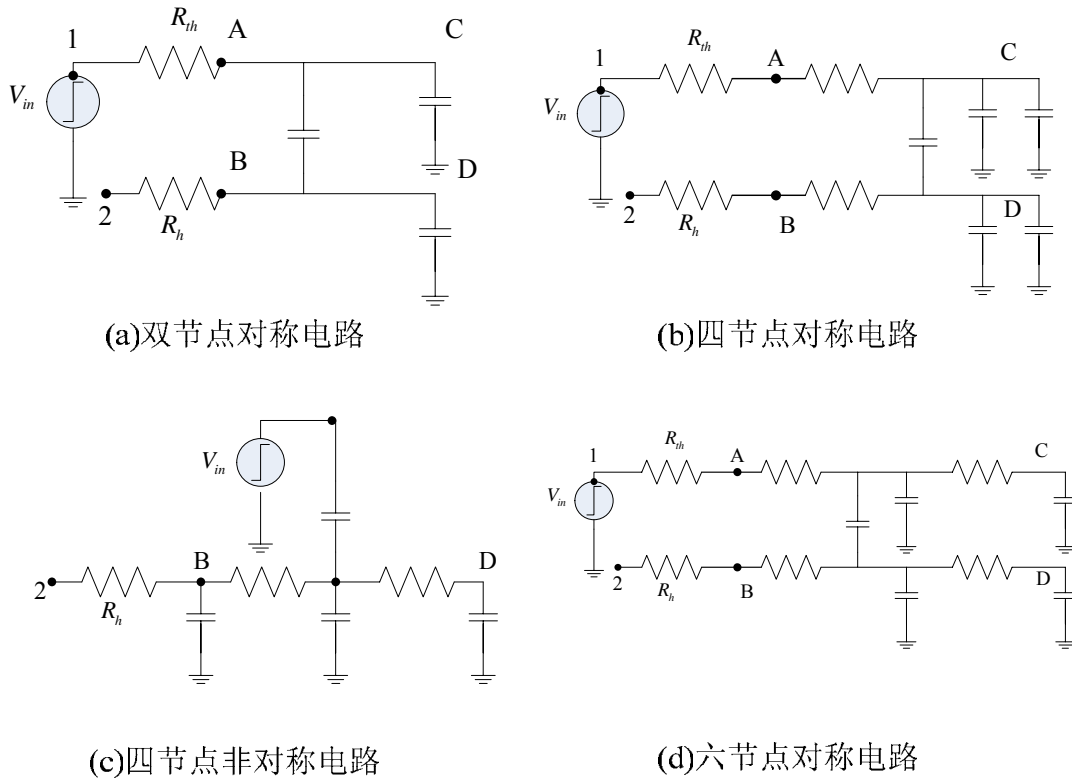 1
R_th
A
C
V_in
B
D
2
R_h
(a)双节点对称电路
1
R_th
A
C
V_in
2
R_h
B
D
(b)四节点对称电路
V_in
B
D
2
R_h
(c)四节点非对称电路
1
R_th
A
C
V_in
2
R_h
B
D
(d)六节点对称电路